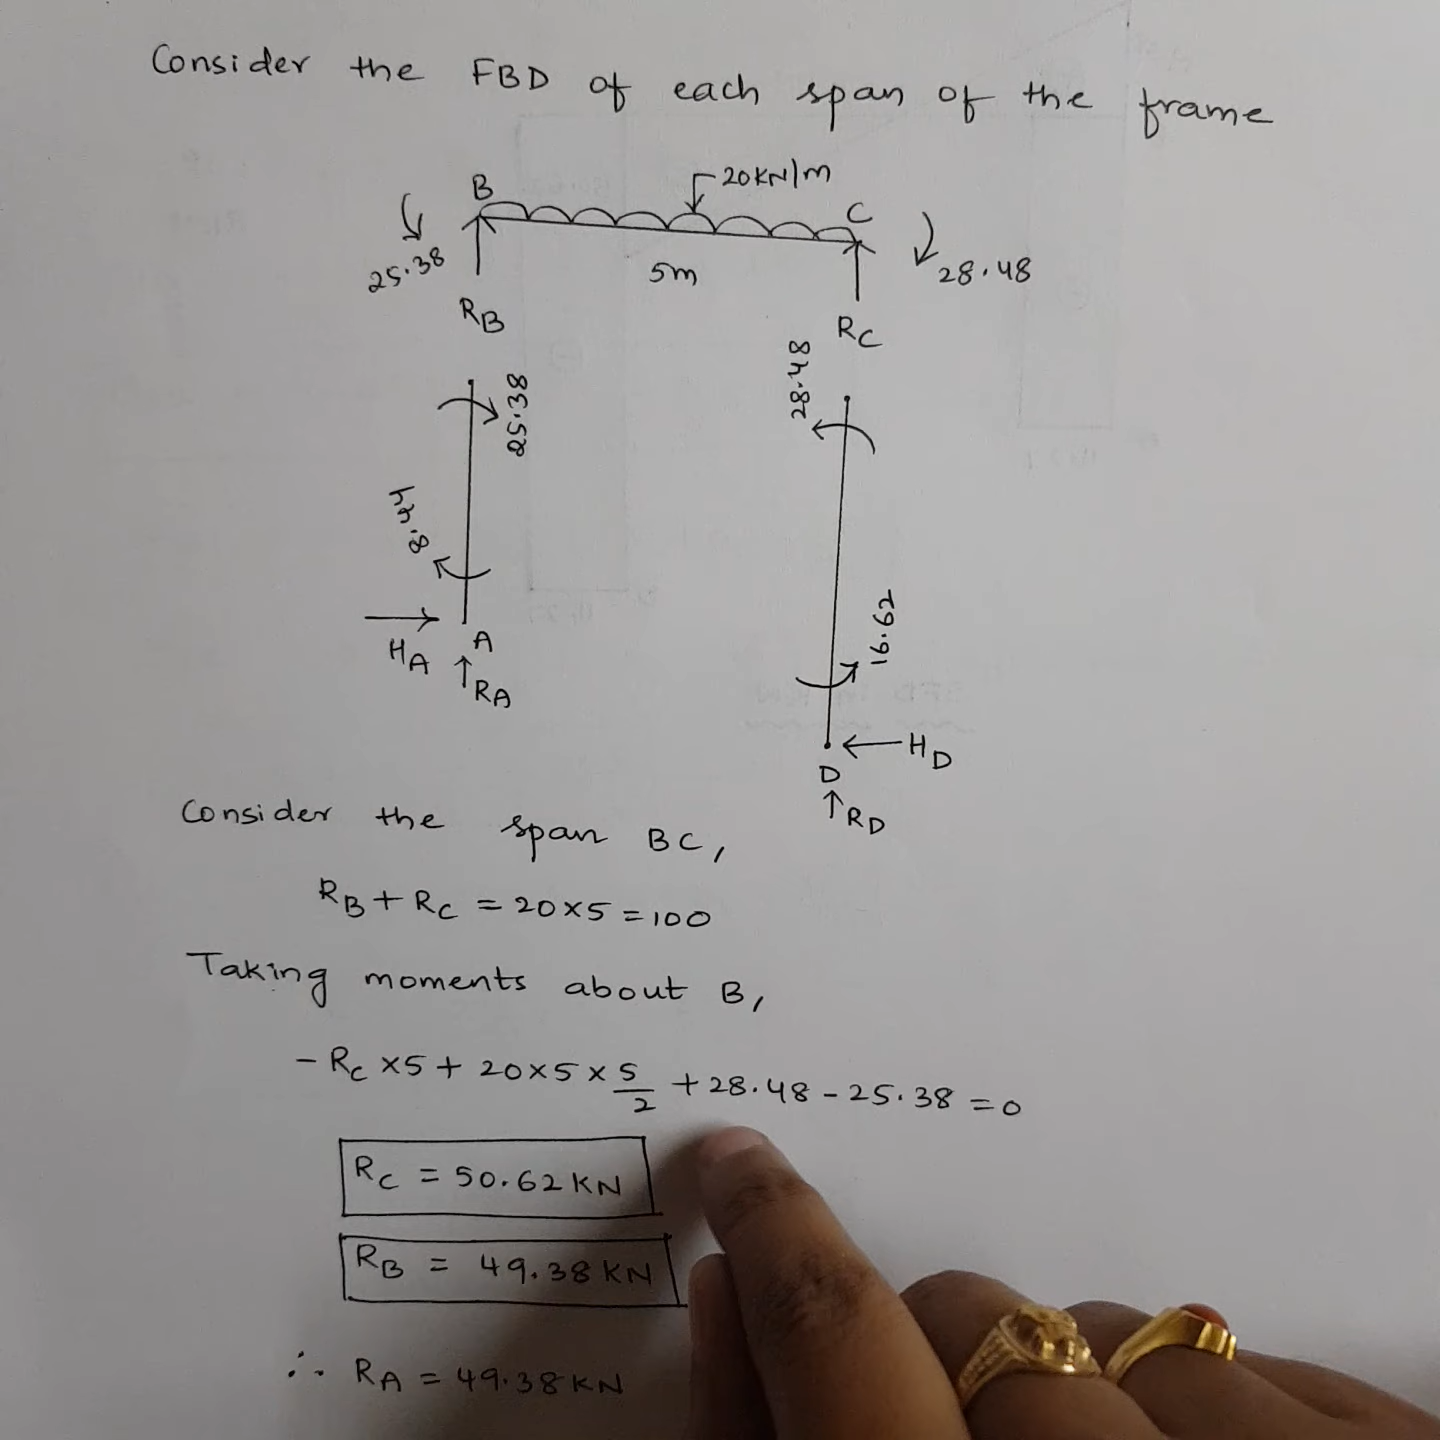 Consider the FBD of each span of the frame
B
20KN/m
C
25.38
5m
28.48
RB
RC
25.38
28.48
8.44
16.62
HA
A
RA
HD
D
RD
Consider the span BC,
RB + RC = 20×5 = 100
Taking moments about B,
- RC ×5 + 20×5× 5/2 + 28.48 - 25.38 = 0
RC = 50.62 KN
RB = 49.38 KN
∴ RA = 49.38 KN